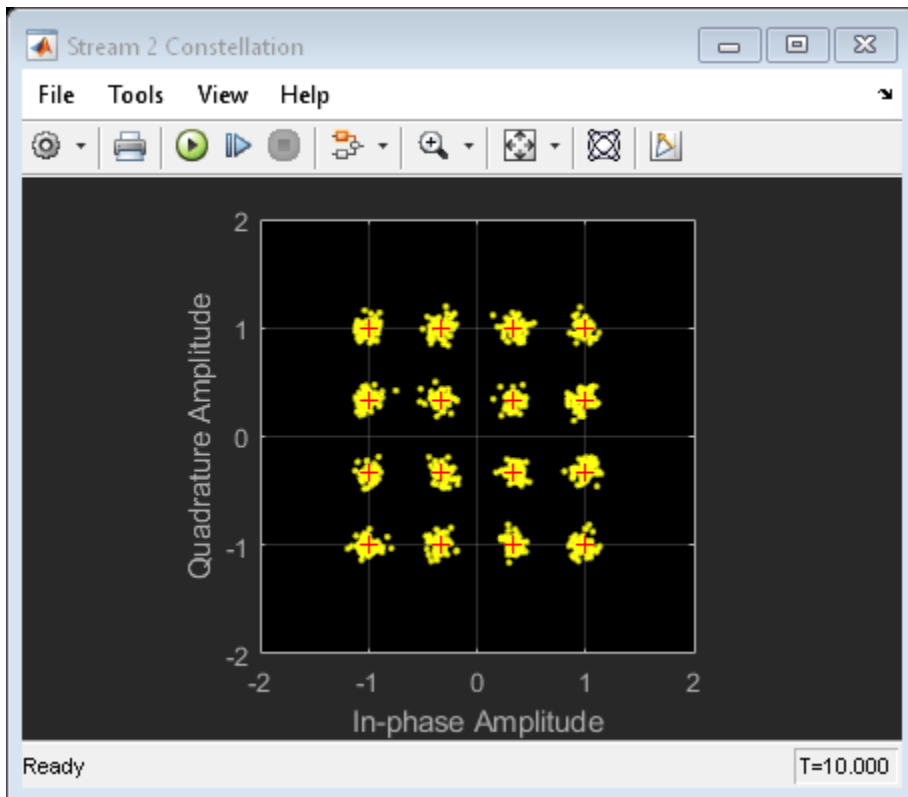 Stream 2 Constellation
File Tools View Help
2
1
0
-1
-2
Quadrature Amplitude
-2 -1 0 1 2
In-phase Amplitude
Ready T=10.000